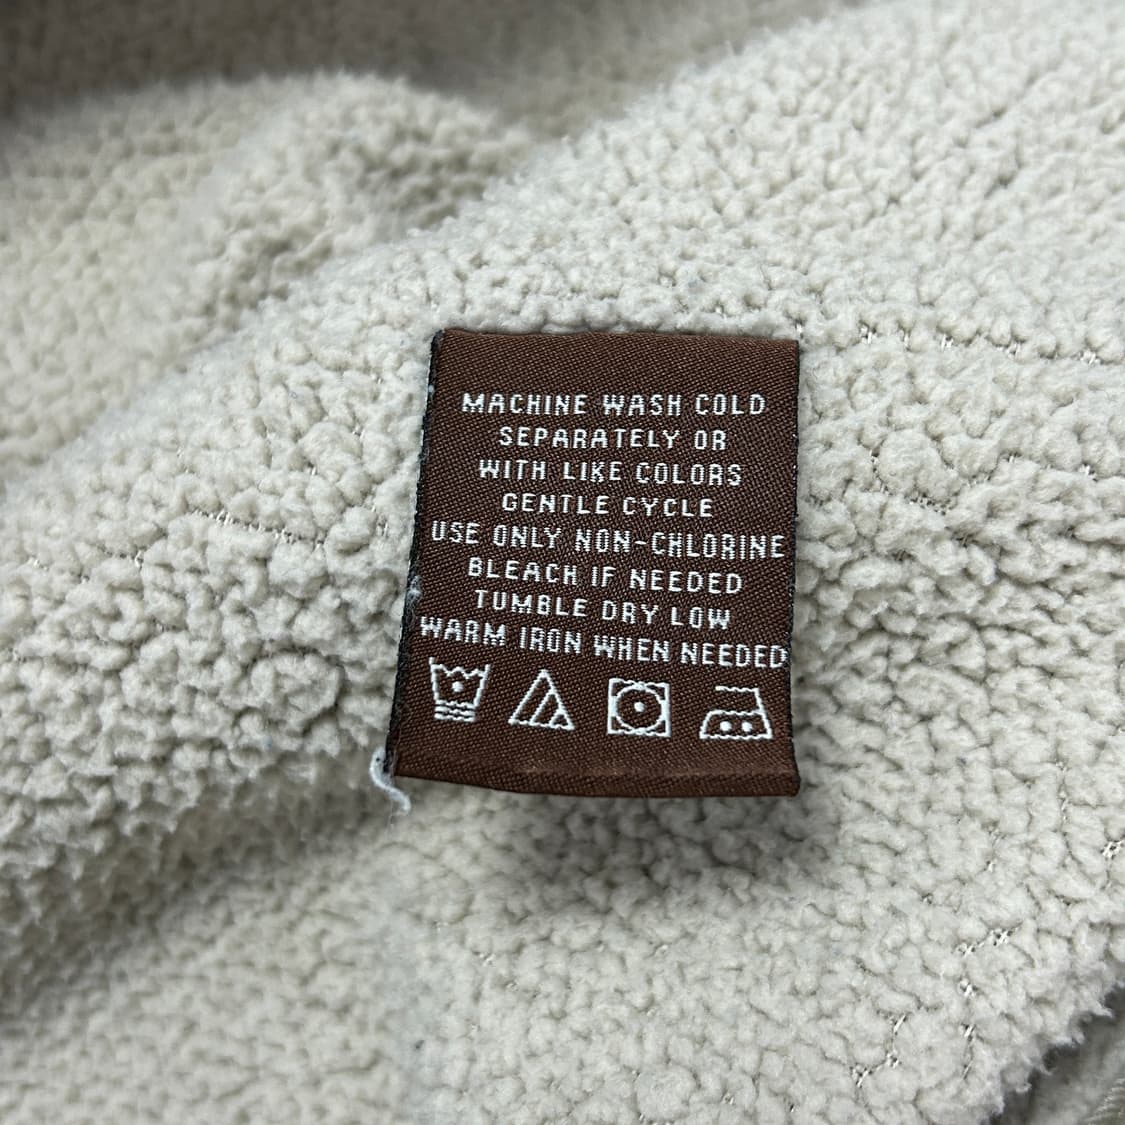 MACHINE WASH COLD
SEPARATELY OR
WITH LIKE COLORS
GENTLE CYCLE
USE ONLY NON-CHLORINE
BLEACH IF NEEDED
TUMBLE DRY LOW
WARM IRON WHEN NEEDED